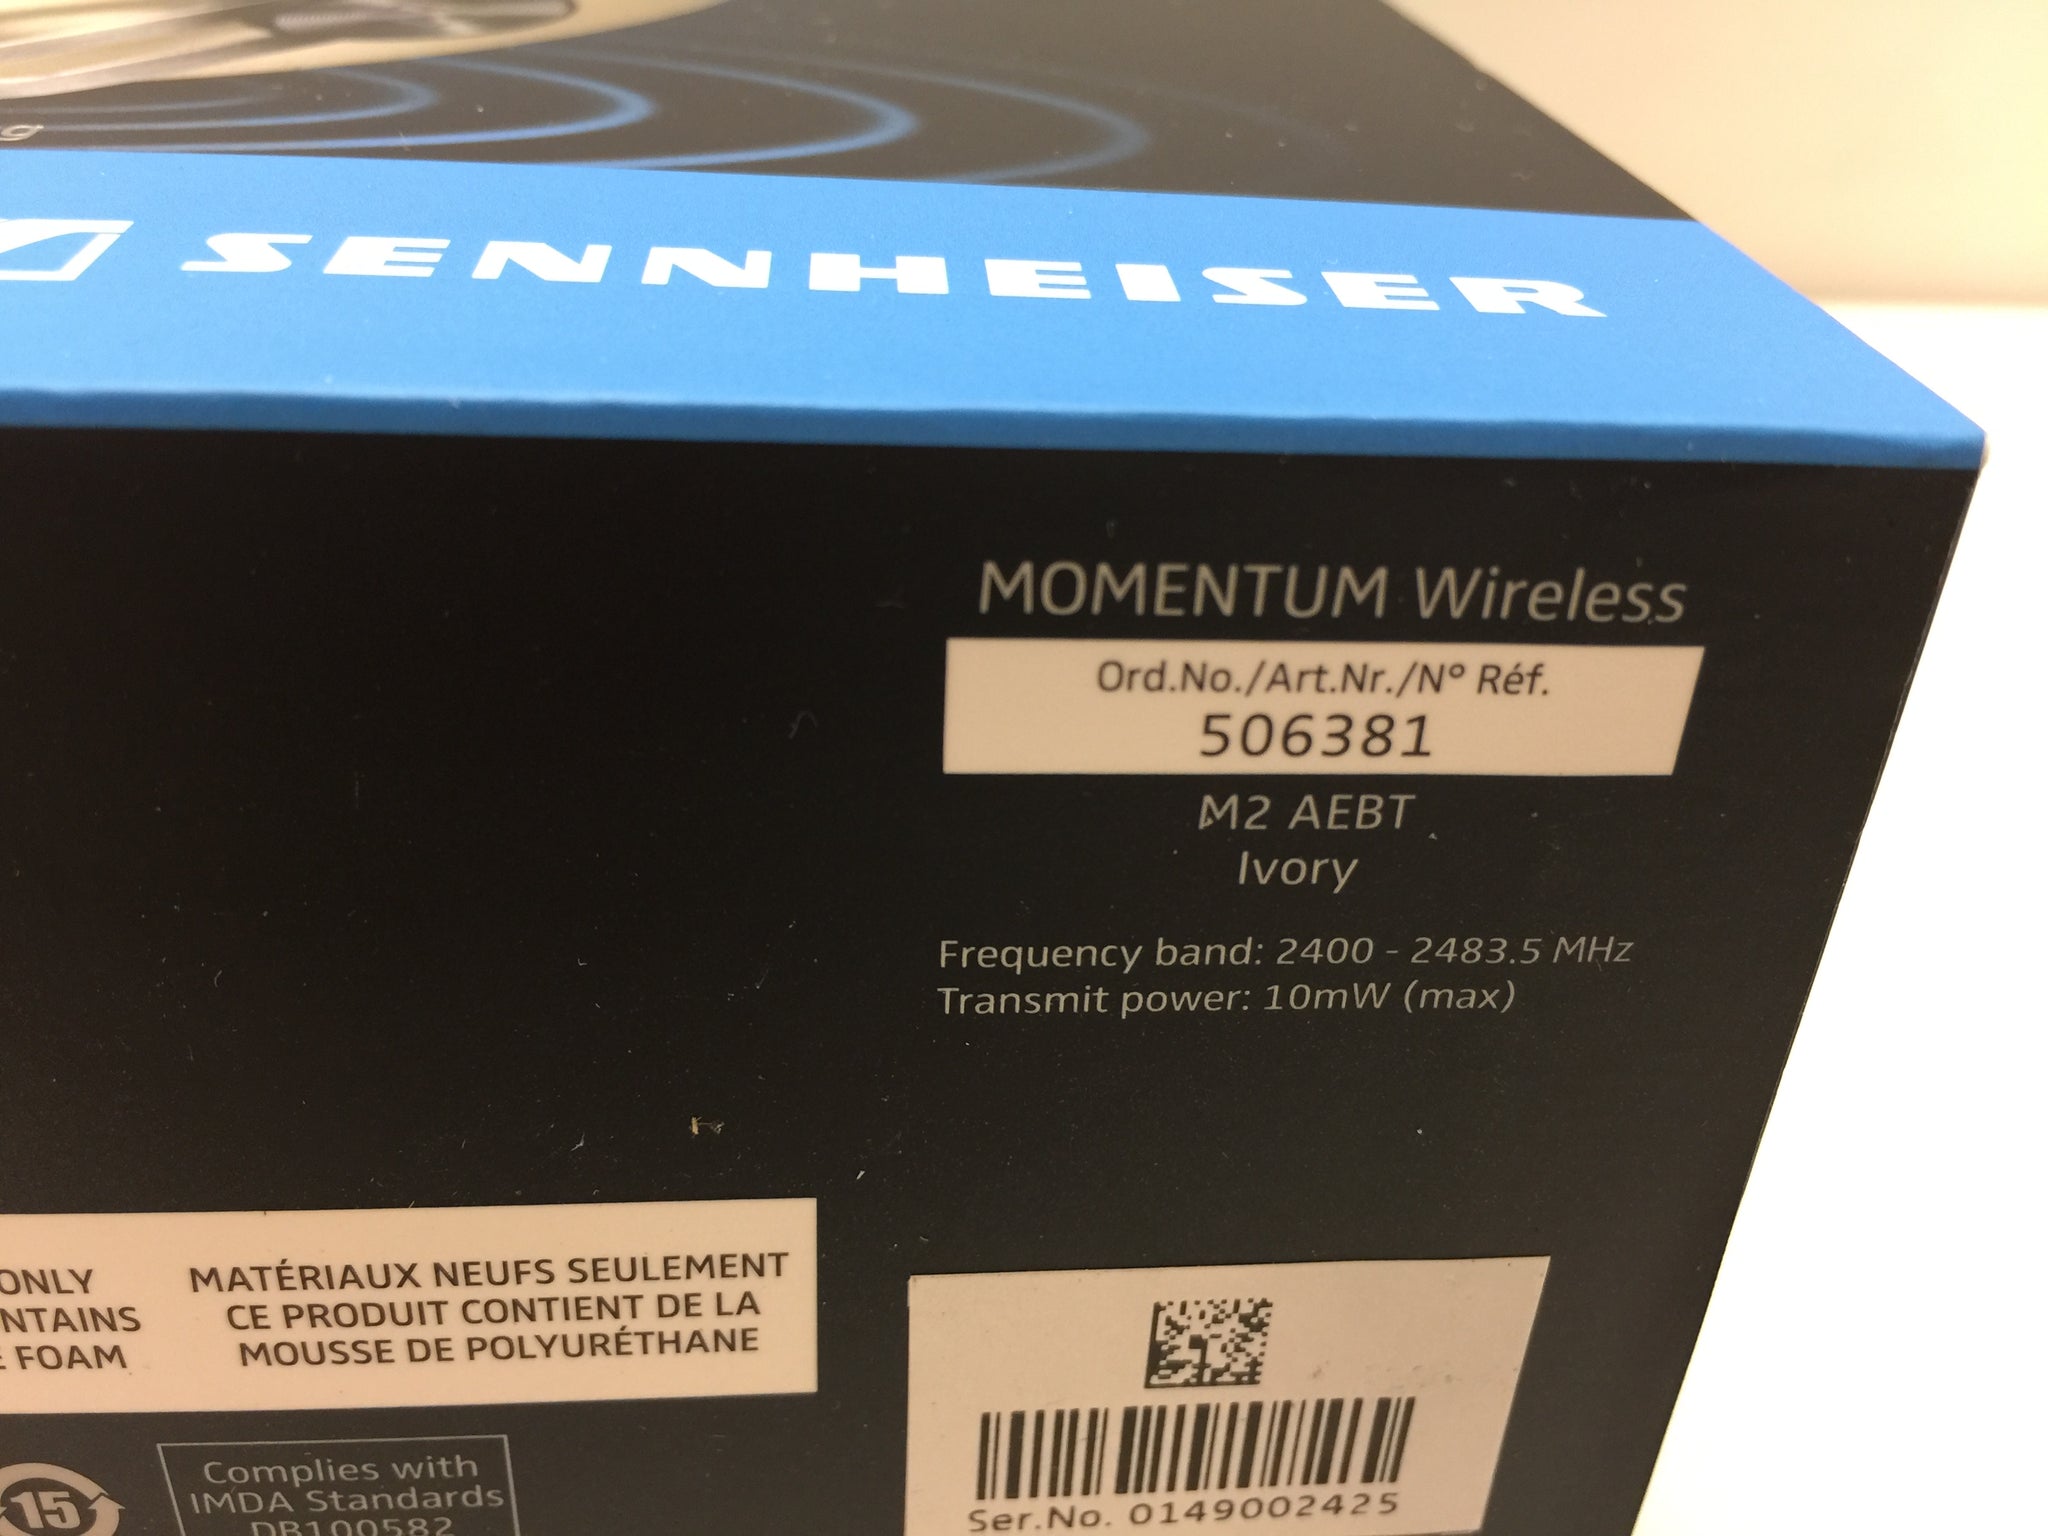 SENNHEISER
MOMENTUM Wireless
Ord.No./Art.Nr./N° Réf.
506381
M2 AEBT
Ivory
Frequency band: 2400 - 2483.5 MHz
Transmit power: 10mW (max)
ONLY
FOAM
MATÉRIAUX NEUFS SEULEMENT
CE PRODUIT CONTIENT DE LA
MOUSSE DE POLYURÉTHANE
15
Complies with
IMDA Standards
DB100582
Ser.No. 0149002425